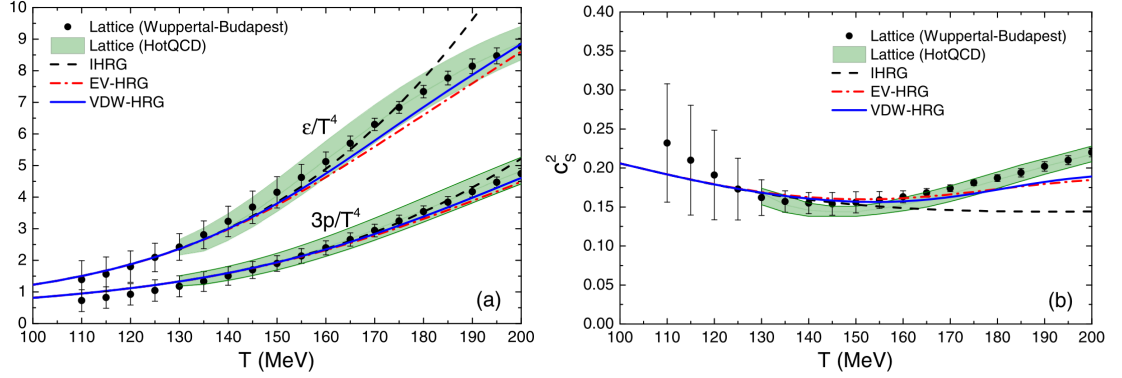 10
9
8
7
6
5
4
3
2
1
0
Lattice (Wuppertal-Budapest)
Lattice (HotQCD)
IHRG
EV-HRG
VDW-HRG
ε/T⁴
3p/T⁴
(a)
100 110 120 130 140 150 160 170 180 190 200
T (MeV)
0.40
0.35
0.30
0.25
0.20
0.15
0.10
0.05
0.00
c²S
Lattice (Wuppertal-Budapest)
Lattice (HotQCD)
IHRG
EV-HRG
VDW-HRG
(b)
100 110 120 130 140 150 160 170 180 190 200
T (MeV)